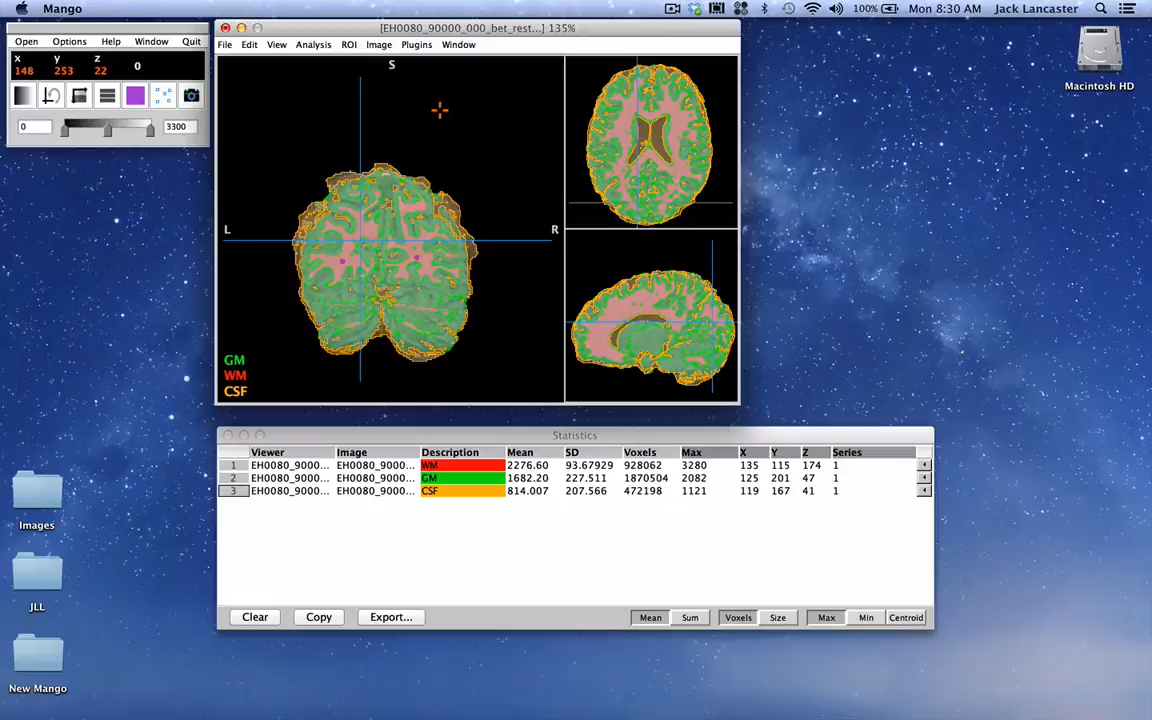 Mango
100%
Mon 8:30 AM
Jack Lancaster
Open Options Help Window Quit
x y z
148 253 22 0
0 3300
[EH0080_90000_000_bet_rest...] 135%
File Edit View Analysis ROI Image Plugins Window
S
L
R
GM
WM
CSF
Macintosh HD
Statistics
Viewer Image Description Mean SD Voxels Max X Y Z Series
1 EH0080_9000... EH0080_9000... WM 2276.60 93.67929 928062 3280 135 115 174 1
2 EH0080_9000... EH0080_9000... GM 1682.20 227.511 1870504 2082 125 201 47 1
3 EH0080_9000... EH0080_9000... CSF 814.007 207.566 472198 1121 119 167 41 1
Clear Copy Export... Mean Sum Voxels Size Max Min Centroid
Images
JLL
New Mango